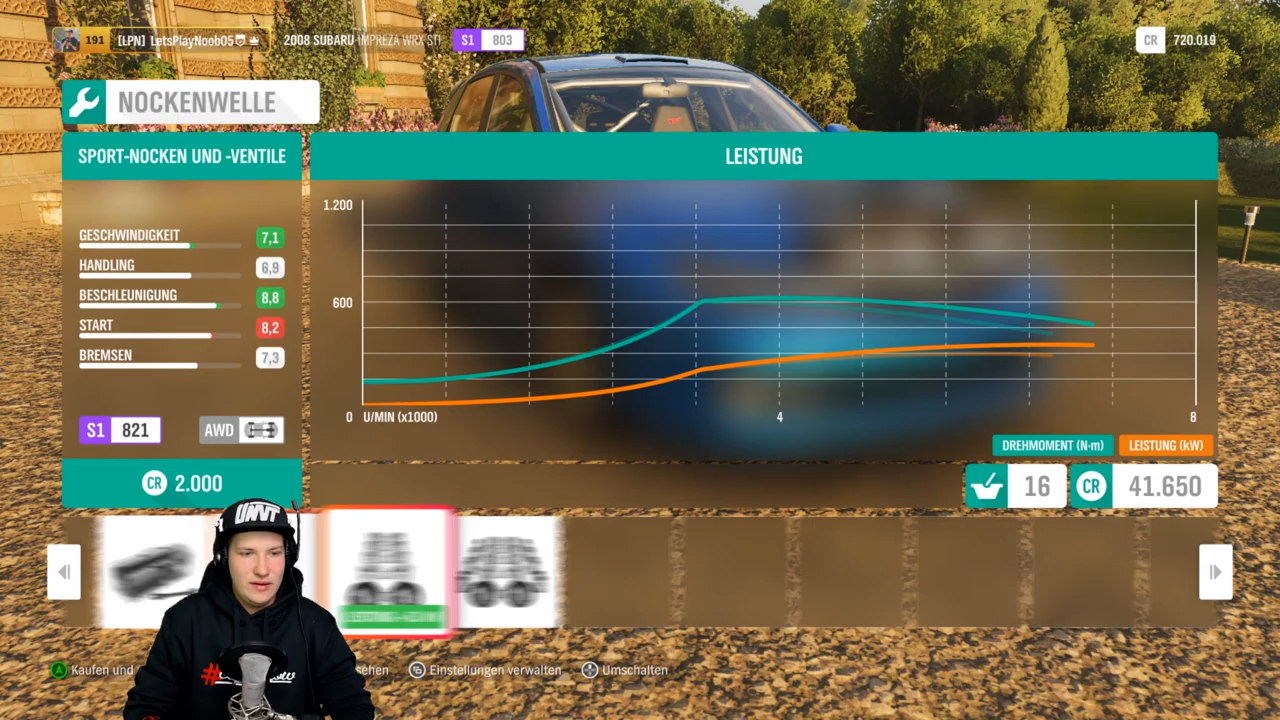 191 [LPN] LetsPlayNoob05 2008 SUBARU IMPREZA WRX STI S1 803
CR 720.019
NOCKENWELLE
SPORT-NOCKEN UND -VENTILE
LEISTUNG
1.200
GESCHWINDIGKEIT 7,1
HANDLING 6,9
BESCHLEUNIGUNG 8,8
600
START 8,2
BREMSEN 7,3
0 U/MIN (x1000) 4 8
S1 821 AWD
DREHMOMENT (N-m) LEISTUNG (kW)
CR 2.000
16 CR 41.650
UNVT
A Kaufen und
sehen Einstellungen verwalten Umschalten